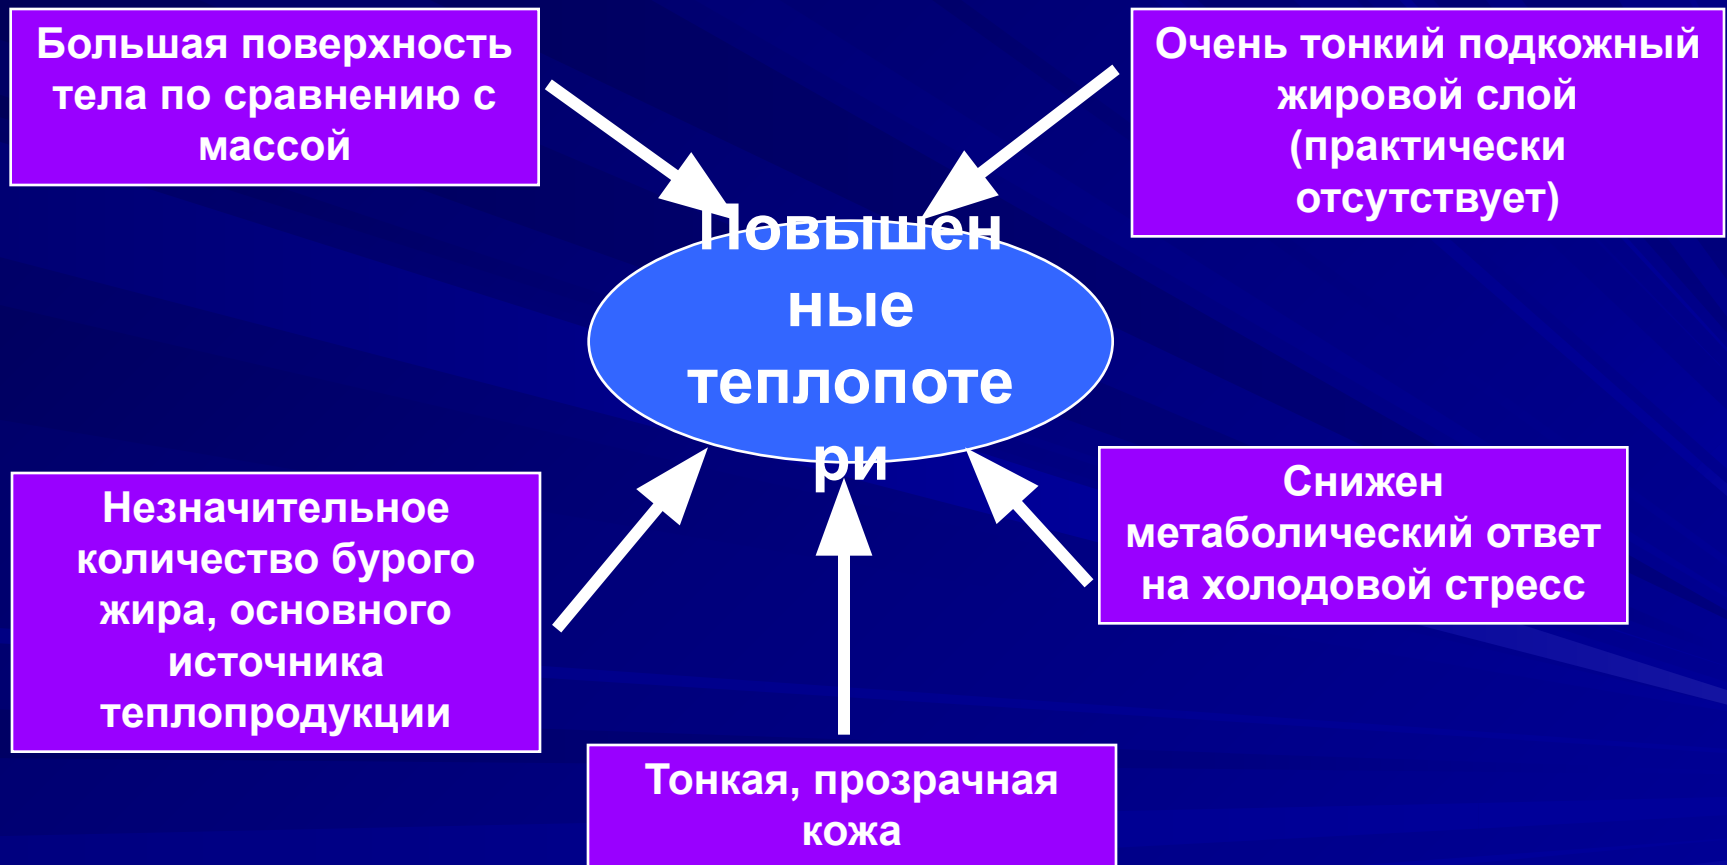 Большая поверхность
тела по сравнению с
массой
Очень тонкий подкожный
жировой слой
(практически
отсутствует)
Повышен
ные
теплопоте
ри
Незначительное
количество бурого
жира, основного
источника
теплопродукции
Снижен
метаболический ответ
на холодовой стресс
Тонкая, прозрачная
кожа